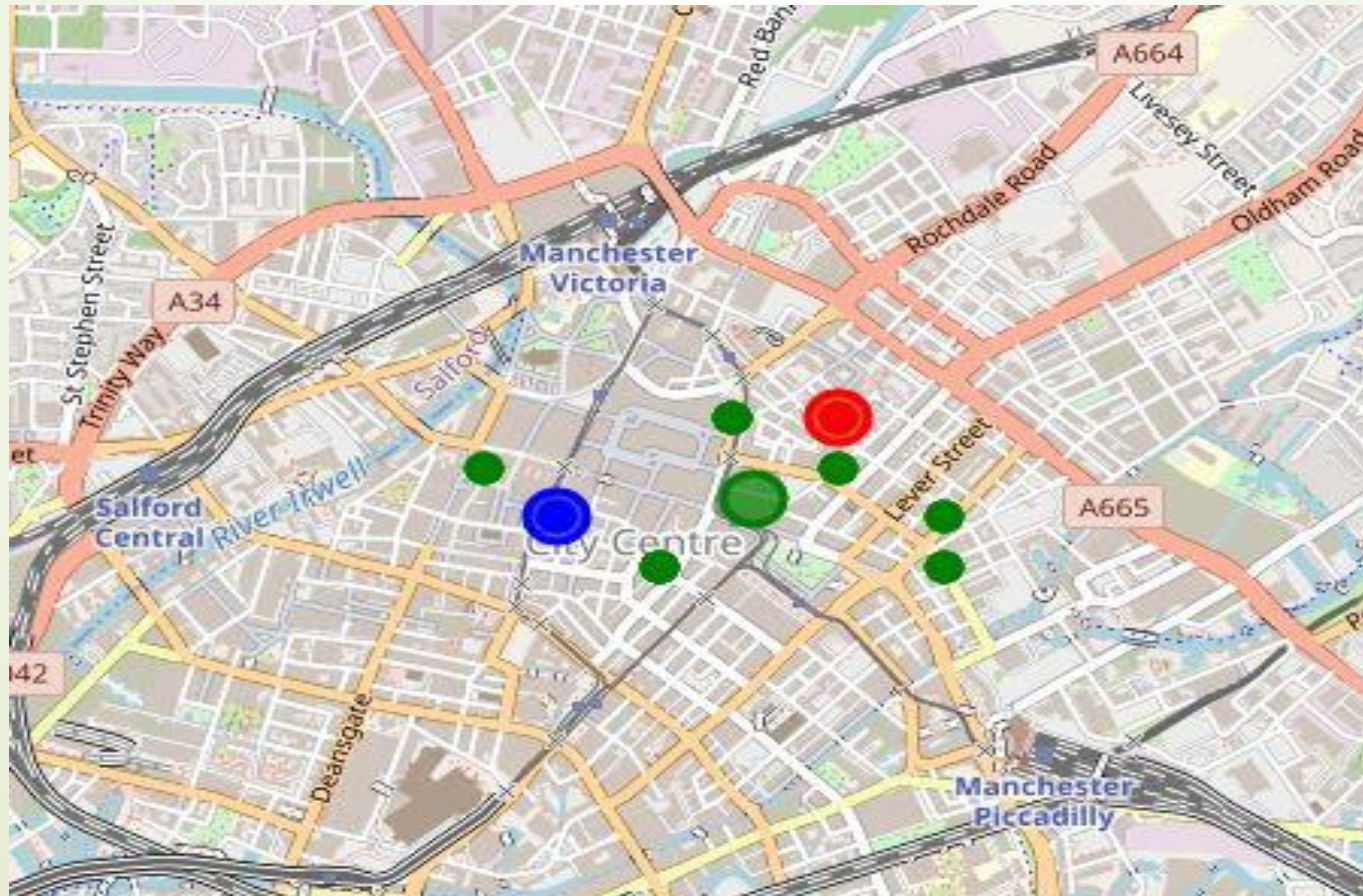 Red Bank
A664
Livesey Street
Rochdale Road
Oldham Road
Manchester
Victoria
St Stephen Street
A34
Trinity Way
Salford
Lever Street
et
A665
Salford
Central
River Irwell
City Centre
Deansgate
Manchester
Piccadilly